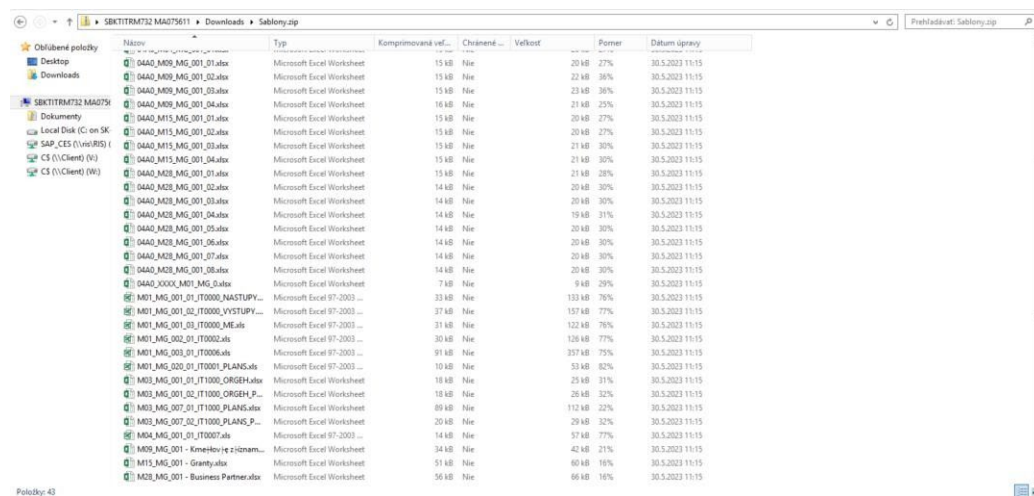 SBKTITRM732 MA075611 Downloads Sablony.zip Prehľadávať: Sablony.zip
Obľúbené položky
Desktop
Downloads
SBKTITRM732 MA0756
Dokumenty
Local Disk (C: on SK-
SAP_CES (\\ris\RIS) (
C$ (\\Client) (V:)
C$ (\\Client) (W:)
Názov Typ Komprimovaná veľ... Chránené ... Veľkosť Pomer Dátum úpravy
04A0_M09_MG_001_01.xlsx Microsoft Excel Worksheet 15 kB Nie 20 kB 27% 30.5.2023 11:15
04A0_M09_MG_001_02.xlsx Microsoft Excel Worksheet 15 kB Nie 22 kB 36% 30.5.2023 11:15
04A0_M09_MG_001_03.xlsx Microsoft Excel Worksheet 15 kB Nie 23 kB 36% 30.5.2023 11:15
04A0_M09_MG_001_04.xlsx Microsoft Excel Worksheet 16 kB Nie 21 kB 25% 30.5.2023 11:15
04A0_M15_MG_001_01.xlsx Microsoft Excel Worksheet 15 kB Nie 20 kB 27% 30.5.2023 11:15
04A0_M15_MG_001_02.xlsx Microsoft Excel Worksheet 15 kB Nie 20 kB 27% 30.5.2023 11:15
04A0_M15_MG_001_03.xlsx Microsoft Excel Worksheet 15 kB Nie 21 kB 30% 30.5.2023 11:15
04A0_M15_MG_001_04.xlsx Microsoft Excel Worksheet 15 kB Nie 21 kB 30% 30.5.2023 11:15
04A0_M28_MG_001_01.xlsx Microsoft Excel Worksheet 15 kB Nie 21 kB 28% 30.5.2023 11:15
04A0_M28_MG_001_02.xlsx Microsoft Excel Worksheet 14 kB Nie 20 kB 30% 30.5.2023 11:15
04A0_M28_MG_001_03.xlsx Microsoft Excel Worksheet 14 kB Nie 20 kB 30% 30.5.2023 11:15
04A0_M28_MG_001_04.xlsx Microsoft Excel Worksheet 14 kB Nie 19 kB 31% 30.5.2023 11:15
04A0_M28_MG_001_05.xlsx Microsoft Excel Worksheet 14 kB Nie 20 kB 30% 30.5.2023 11:15
04A0_M28_MG_001_06.xlsx Microsoft Excel Worksheet 14 kB Nie 20 kB 30% 30.5.2023 11:15
04A0_M28_MG_001_07.xlsx Microsoft Excel Worksheet 14 kB Nie 20 kB 30% 30.5.2023 11:15
04A0_M28_MG_001_08.xlsx Microsoft Excel Worksheet 14 kB Nie 20 kB 30% 30.5.2023 11:15
04A0_XXXX_M01_MG_0.xlsx Microsoft Excel Worksheet 7 kB Nie 9 kB 29% 30.5.2023 11:15
M01_MG_001_01_IT0000_NASTUPY... Microsoft Excel 97-2003 ... 33 kB Nie 133 kB 76% 30.5.2023 11:15
M01_MG_001_02_IT0000_VYSTUPY.... Microsoft Excel 97-2003 ... 37 kB Nie 157 kB 77% 30.5.2023 11:15
M01_MG_001_03_IT0000_ME.xls Microsoft Excel 97-2003 ... 31 kB Nie 122 kB 76% 30.5.2023 11:15
M01_MG_002_01_IT0002.xls Microsoft Excel 97-2003 ... 30 kB Nie 126 kB 77% 30.5.2023 11:15
M01_MG_003_01_IT0006.xls Microsoft Excel 97-2003 ... 91 kB Nie 357 kB 75% 30.5.2023 11:15
M01_MG_020_01_IT0001_PLANS.xls Microsoft Excel 97-2003 ... 10 kB Nie 53 kB 82% 30.5.2023 11:15
M03_MG_001_01_IT1000_ORGEH.xlsx Microsoft Excel Worksheet 18 kB Nie 25 kB 31% 30.5.2023 11:15
M03_MG_001_02_IT1000_ORGEH_P... Microsoft Excel Worksheet 18 kB Nie 26 kB 32% 30.5.2023 11:15
M03_MG_007_01_IT1000_PLANS.xlsx Microsoft Excel Worksheet 89 kB Nie 112 kB 22% 30.5.2023 11:15
M03_MG_007_02_IT1000_PLANS_P... Microsoft Excel Worksheet 20 kB Nie 29 kB 32% 30.5.2023 11:15
M04_MG_001_01_IT0007.xls Microsoft Excel 97-2003 ... 14 kB Nie 57 kB 77% 30.5.2023 11:15
M09_MG_001 - Microsoft Excel Worksheet 34 kB Nie 42 kB 21% 30.5.2023 11:15
M15_MG_001 - Granty.xlsx Microsoft Excel Worksheet 51 kB Nie 60 kB 16% 30.5.2023 11:15
M28_MG_001 - Business Partner.xlsx Microsoft Excel Worksheet 56 kB Nie 66 kB 16% 30.5.2023 11:15
Položky: 43